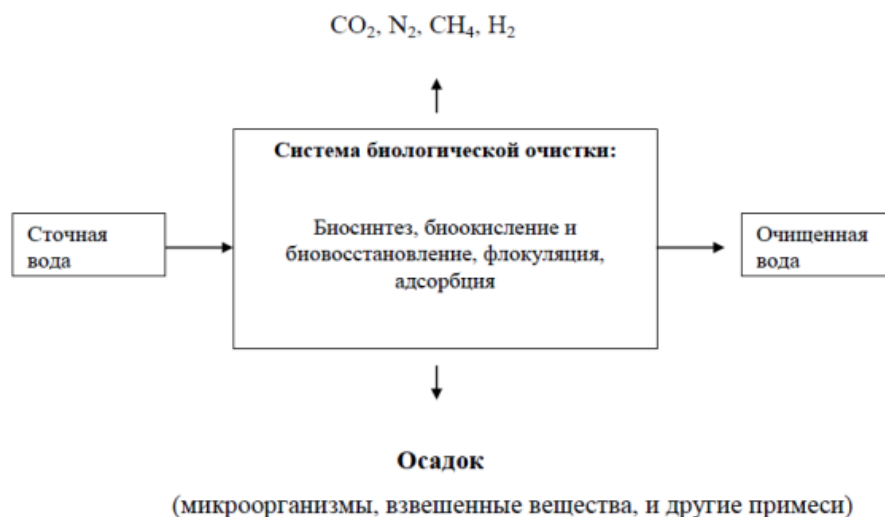 CO₂, N₂, CH₄, H₂
Система биологической очистки:
Сточная
вода
Биосинтез, биоокисление и
биовосстановление, флокуляция,
адсорбция
Очищенная
вода
Осадок
(микроорганизмы, взвешенные вещества, и другие примеси)